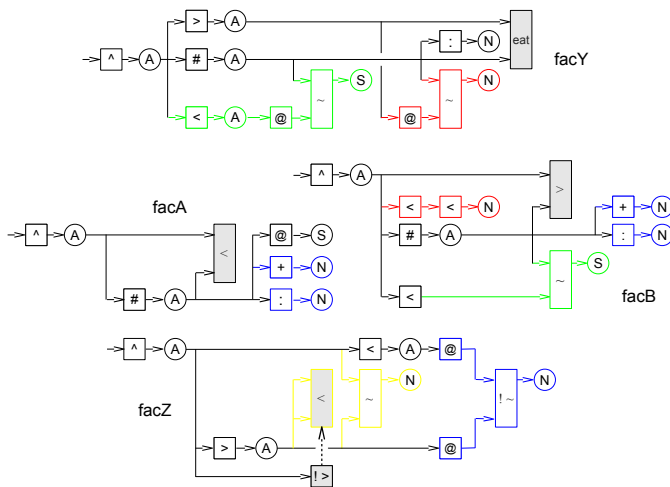 > A
: N
eat
^ A # A
facY
~ S ~ N
< A @ @
^ A
>
facA
< < N
+ N
^ A < @ S # A : N
+ N ~ S
# A : N <
facB
^ A < A @
< ~ N ! ~ N
facZ
> A @
! >